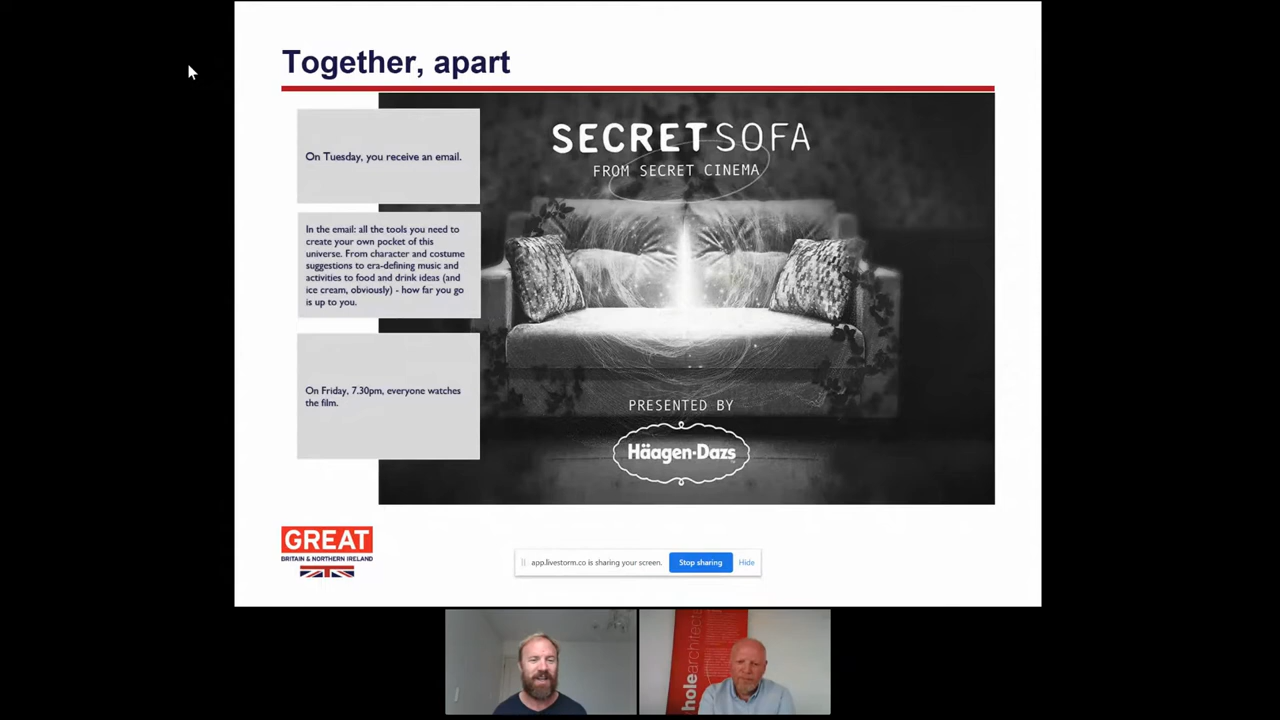 Together, apart
On Tuesday, you receive an email.
In the email: all the tools you need to
create your own pocket of this
universe. From character and costume
suggestions to era-defining music and
activities to food and drink ideas (and
ice cream, obviously) - how far you go
is up to you.
On Friday, 7.30pm, everyone watches
the film.
SECRET SOFA
FROM SECRET CINEMA
PRESENTED BY
Häagen-Dazs
GREAT
BRITAIN & NORTHERN IRELAND
app.livestorm.co is sharing your screen.
Stop sharing
Hide
holearchitect